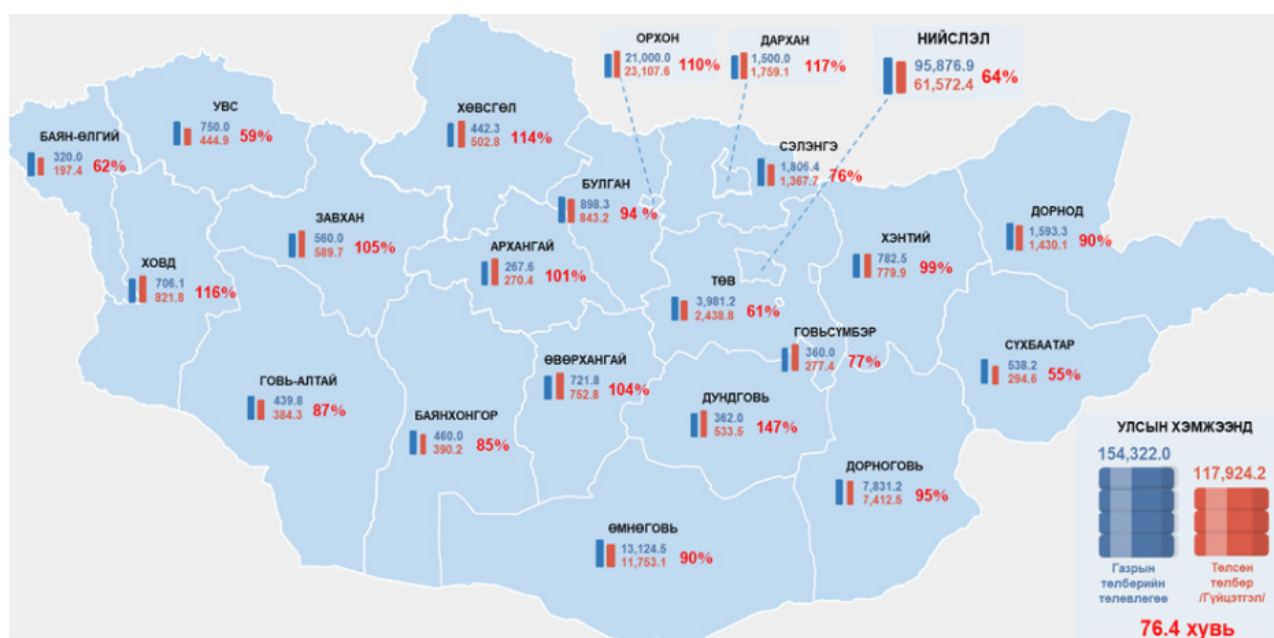 ОРХОН
21,000.0
23,107.6
110%
ДАРХАН
1,500.0
1,759.1
117%
НИЙСЛЭЛ
95,876.9
61,572.4
64%
УВС
750.0
444.9
59%
ХӨВСГӨЛ
442.3
502.8
114%
БАЯН-ӨЛГИЙ
320.0
197.4
62%
СЭЛЭНГЭ
1,806.4
1,367.7
76%
БУЛГАН
898.3
843.2
94 %
ЗАВХАН
560.0
589.7
105%
АРХАНГАЙ
267.6
270.4
101%
ХЭНТИЙ
782.5
779.9
99%
ДОРНОД
1,593.3
1,430.1
90%
ХОВД
706.1
821.8
116%
ТӨВ
3,981.2
2,438.8
61%
ГОВЬСҮМБЭР
360.0
277.4
77%
СҮХБААТАР
538.2
294.6
55%
ӨВӨРХАНГАЙ
721.8
752.8
104%
ГОВЬ-АЛТАЙ
439.8
384.3
87%
ДУНДГОВЬ
362.0
533.5
147%
БАЯНХОНГОР
460.0
390.2
85%
ДОРНОГОВЬ
7,831.2
7,412.5
95%
ӨМНӨГОВЬ
13,124.5
11,753.1
90%
УЛСЫН ХЭМЖЭЭНД
154,322.0
117,924.2
Газрын
төлбөрийн
төлөвлөгөө
Төлсөн
төлбөр
/Гүйцэтгэл/
76.4 хувь